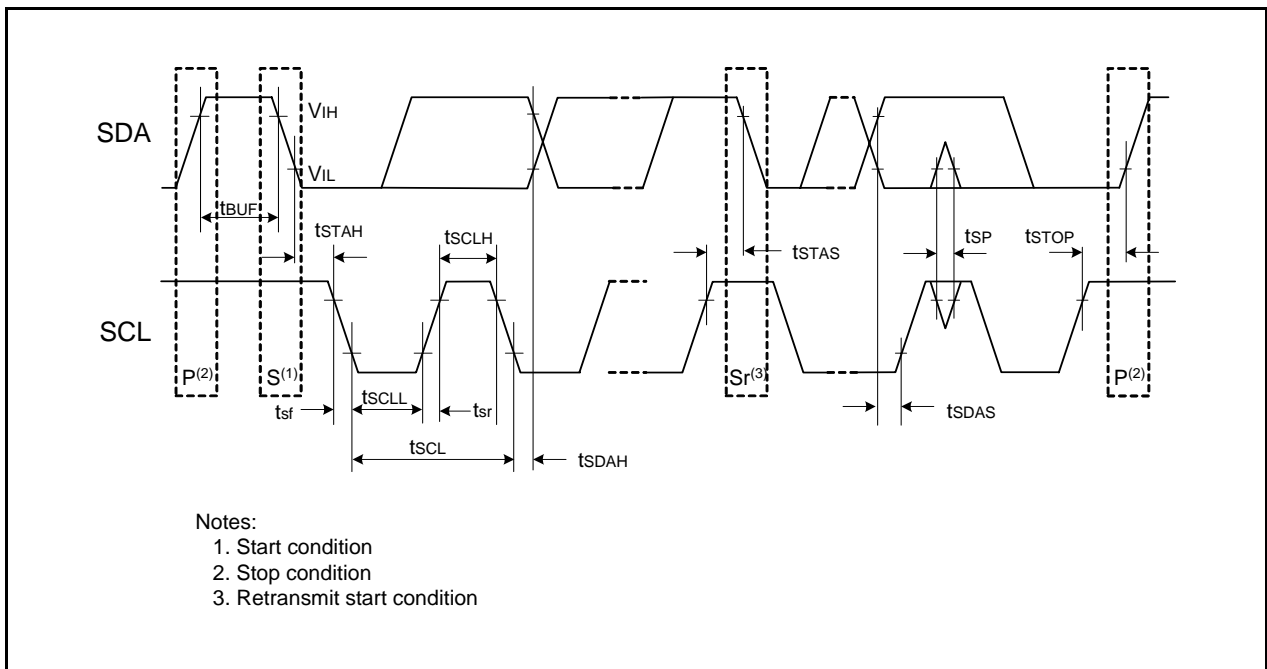 SDA
VIH
VIL
tBUF
tSTAH
tSCLH
tSTAS
tSP
tSTOP
SCL
P(2)
S(1)
Sr(3)
P(2)
tsf
tSCLL
tsr
tSDAS
tSCL
tSDAH
Notes:
1. Start condition
2. Stop condition
3. Retransmit start condition